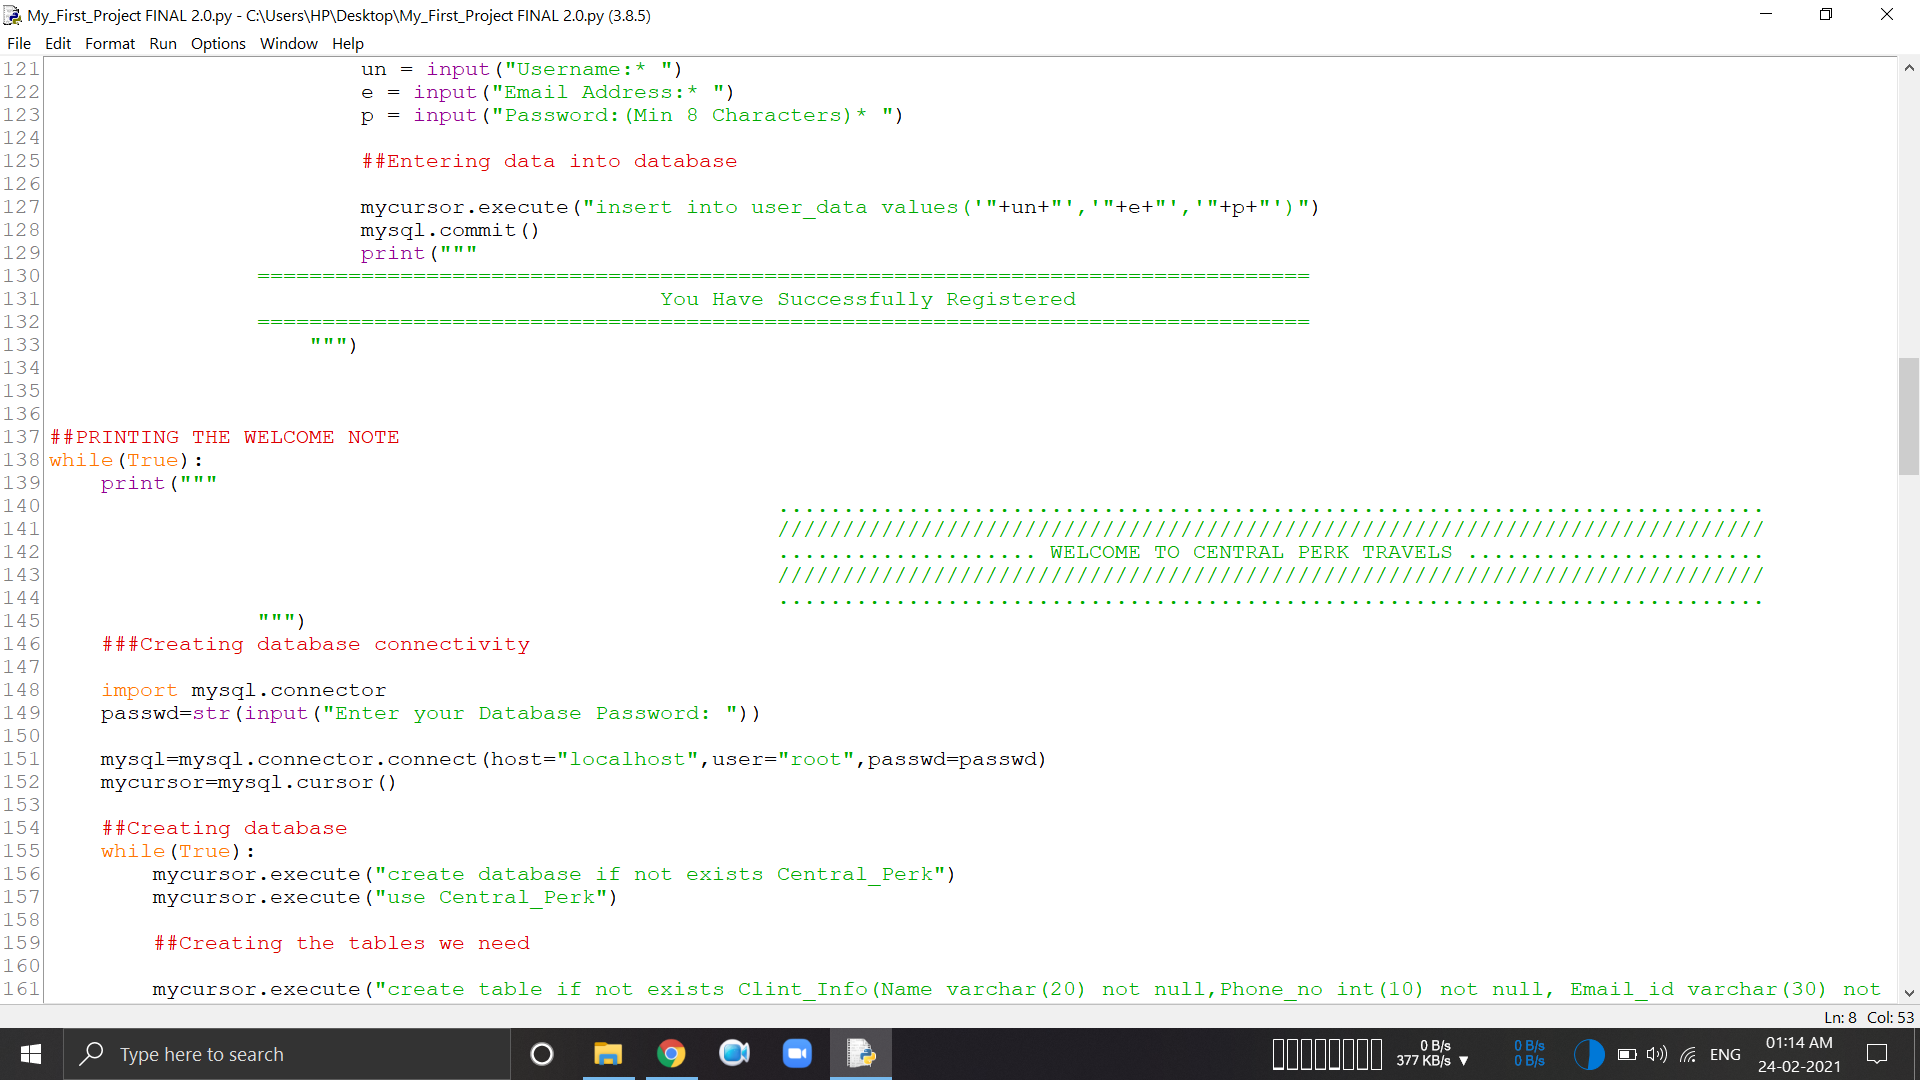 My_First_Project FINAL 2.0.py - C:\Users\HP\Desktop\My_First_Project FINAL 2.0.py (3.8.5)
File Edit Format Run Options Window Help
121 un = input("Username:* ")
122 e = input("Email Address:* ")
123 p = input("Password:(Min 8 Characters)* ")
124
125 ##Entering data into database
126
127 mycursor.execute("insert into user_data values('"+un+"','"+e+"','"+p+"')")
128 mysql.commit()
129 print("""
130 =================================================================================
131 You Have Successfully Registered
132 =================================================================================
133 """)
134
135
136
137 ##PRINTING THE WELCOME NOTE
138 while(True):
139 print("""
140 ............................................................................
141 ////////////////////////////////////////////////////////////////////////////
142 .................... WELCOME TO CENTRAL PERK TRAVELS .......................
143 ////////////////////////////////////////////////////////////////////////////
144 ............................................................................
145 """)
146 ###Creating database connectivity
147
148 import mysql.connector
149 passwd=str(input("Enter your Database Password: "))
150
151 mysql=mysql.connector.connect(host="localhost",user="root",passwd=passwd)
152 mycursor=mysql.cursor()
153
154 ##Creating database
155 while(True):
156 mycursor.execute("create database if not exists Central_Perk")
157 mycursor.execute("use Central_Perk")
158
159 ##Creating the tables we need
160
161 mycursor.execute("create table if not exists Clint_Info(Name varchar(20) not null,Phone_no int(10) not null, Email_id varchar(30) not
Ln: 8 Col: 53
Type here to search
0 B/s
377 KB/s
0 B/s
0 B/s
ENG
01:14 AM
24-02-2021